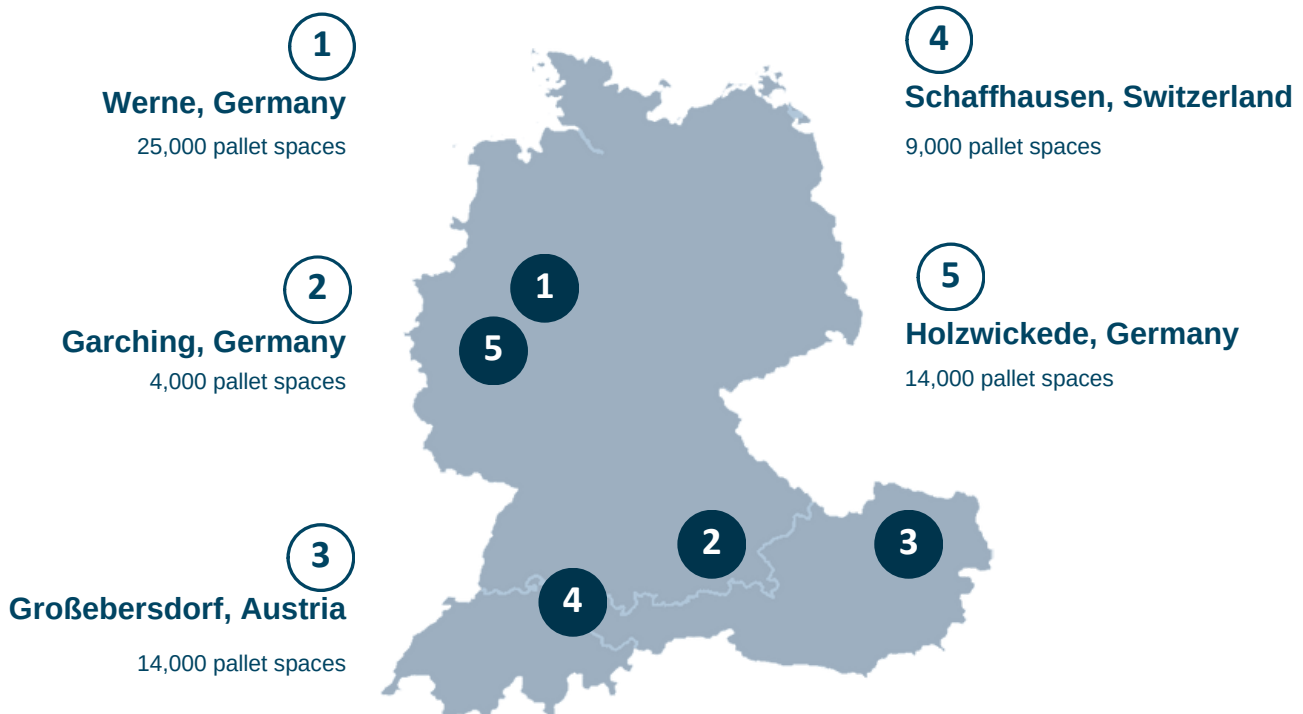 1
Werne, Germany
25,000 pallet spaces
2
Garching, Germany
4,000 pallet spaces
3
Großebersdorf, Austria
14,000 pallet spaces
4
Schaffhausen, Switzerland
9,000 pallet spaces
5
Holzwickede, Germany
14,000 pallet spaces
1
5
2
3
4